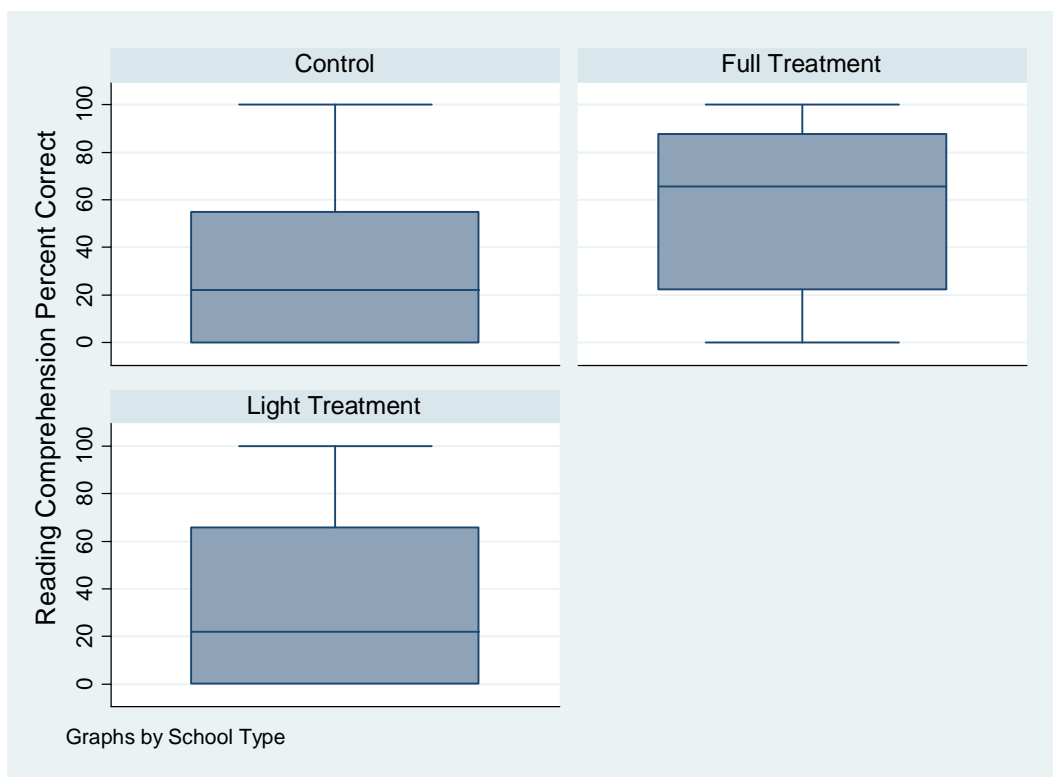 Control
Full Treatment
100
80
60
40
20
0
Light Treatment
100
80
60
40
20
0
Reading Comprehension Percent Correct
Graphs by School Type